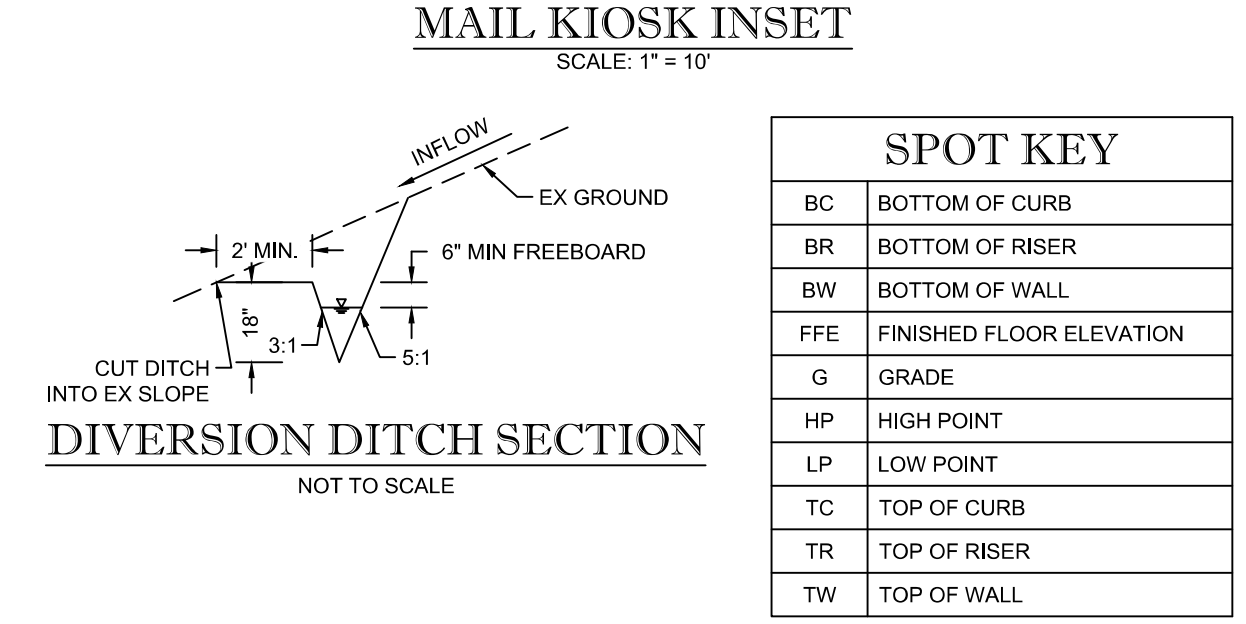 MAIL KIOSK INSET
SCALE: 1" = 10'
INFLOW
EX GROUND
2' MIN.
6" MIN FREEBOARD
18"
3:1
5:1
CUT DITCH
INTO EX SLOPE
DIVERSION DITCH SECTION
NOT TO SCALE
SPOT KEY
BC BOTTOM OF CURB
BR BOTTOM OF RISER
BW BOTTOM OF WALL
FFE FINISHED FLOOR ELEVATION
G GRADE
HP HIGH POINT
LP LOW POINT
TC TOP OF CURB
TR TOP OF RISER
TW TOP OF WALL